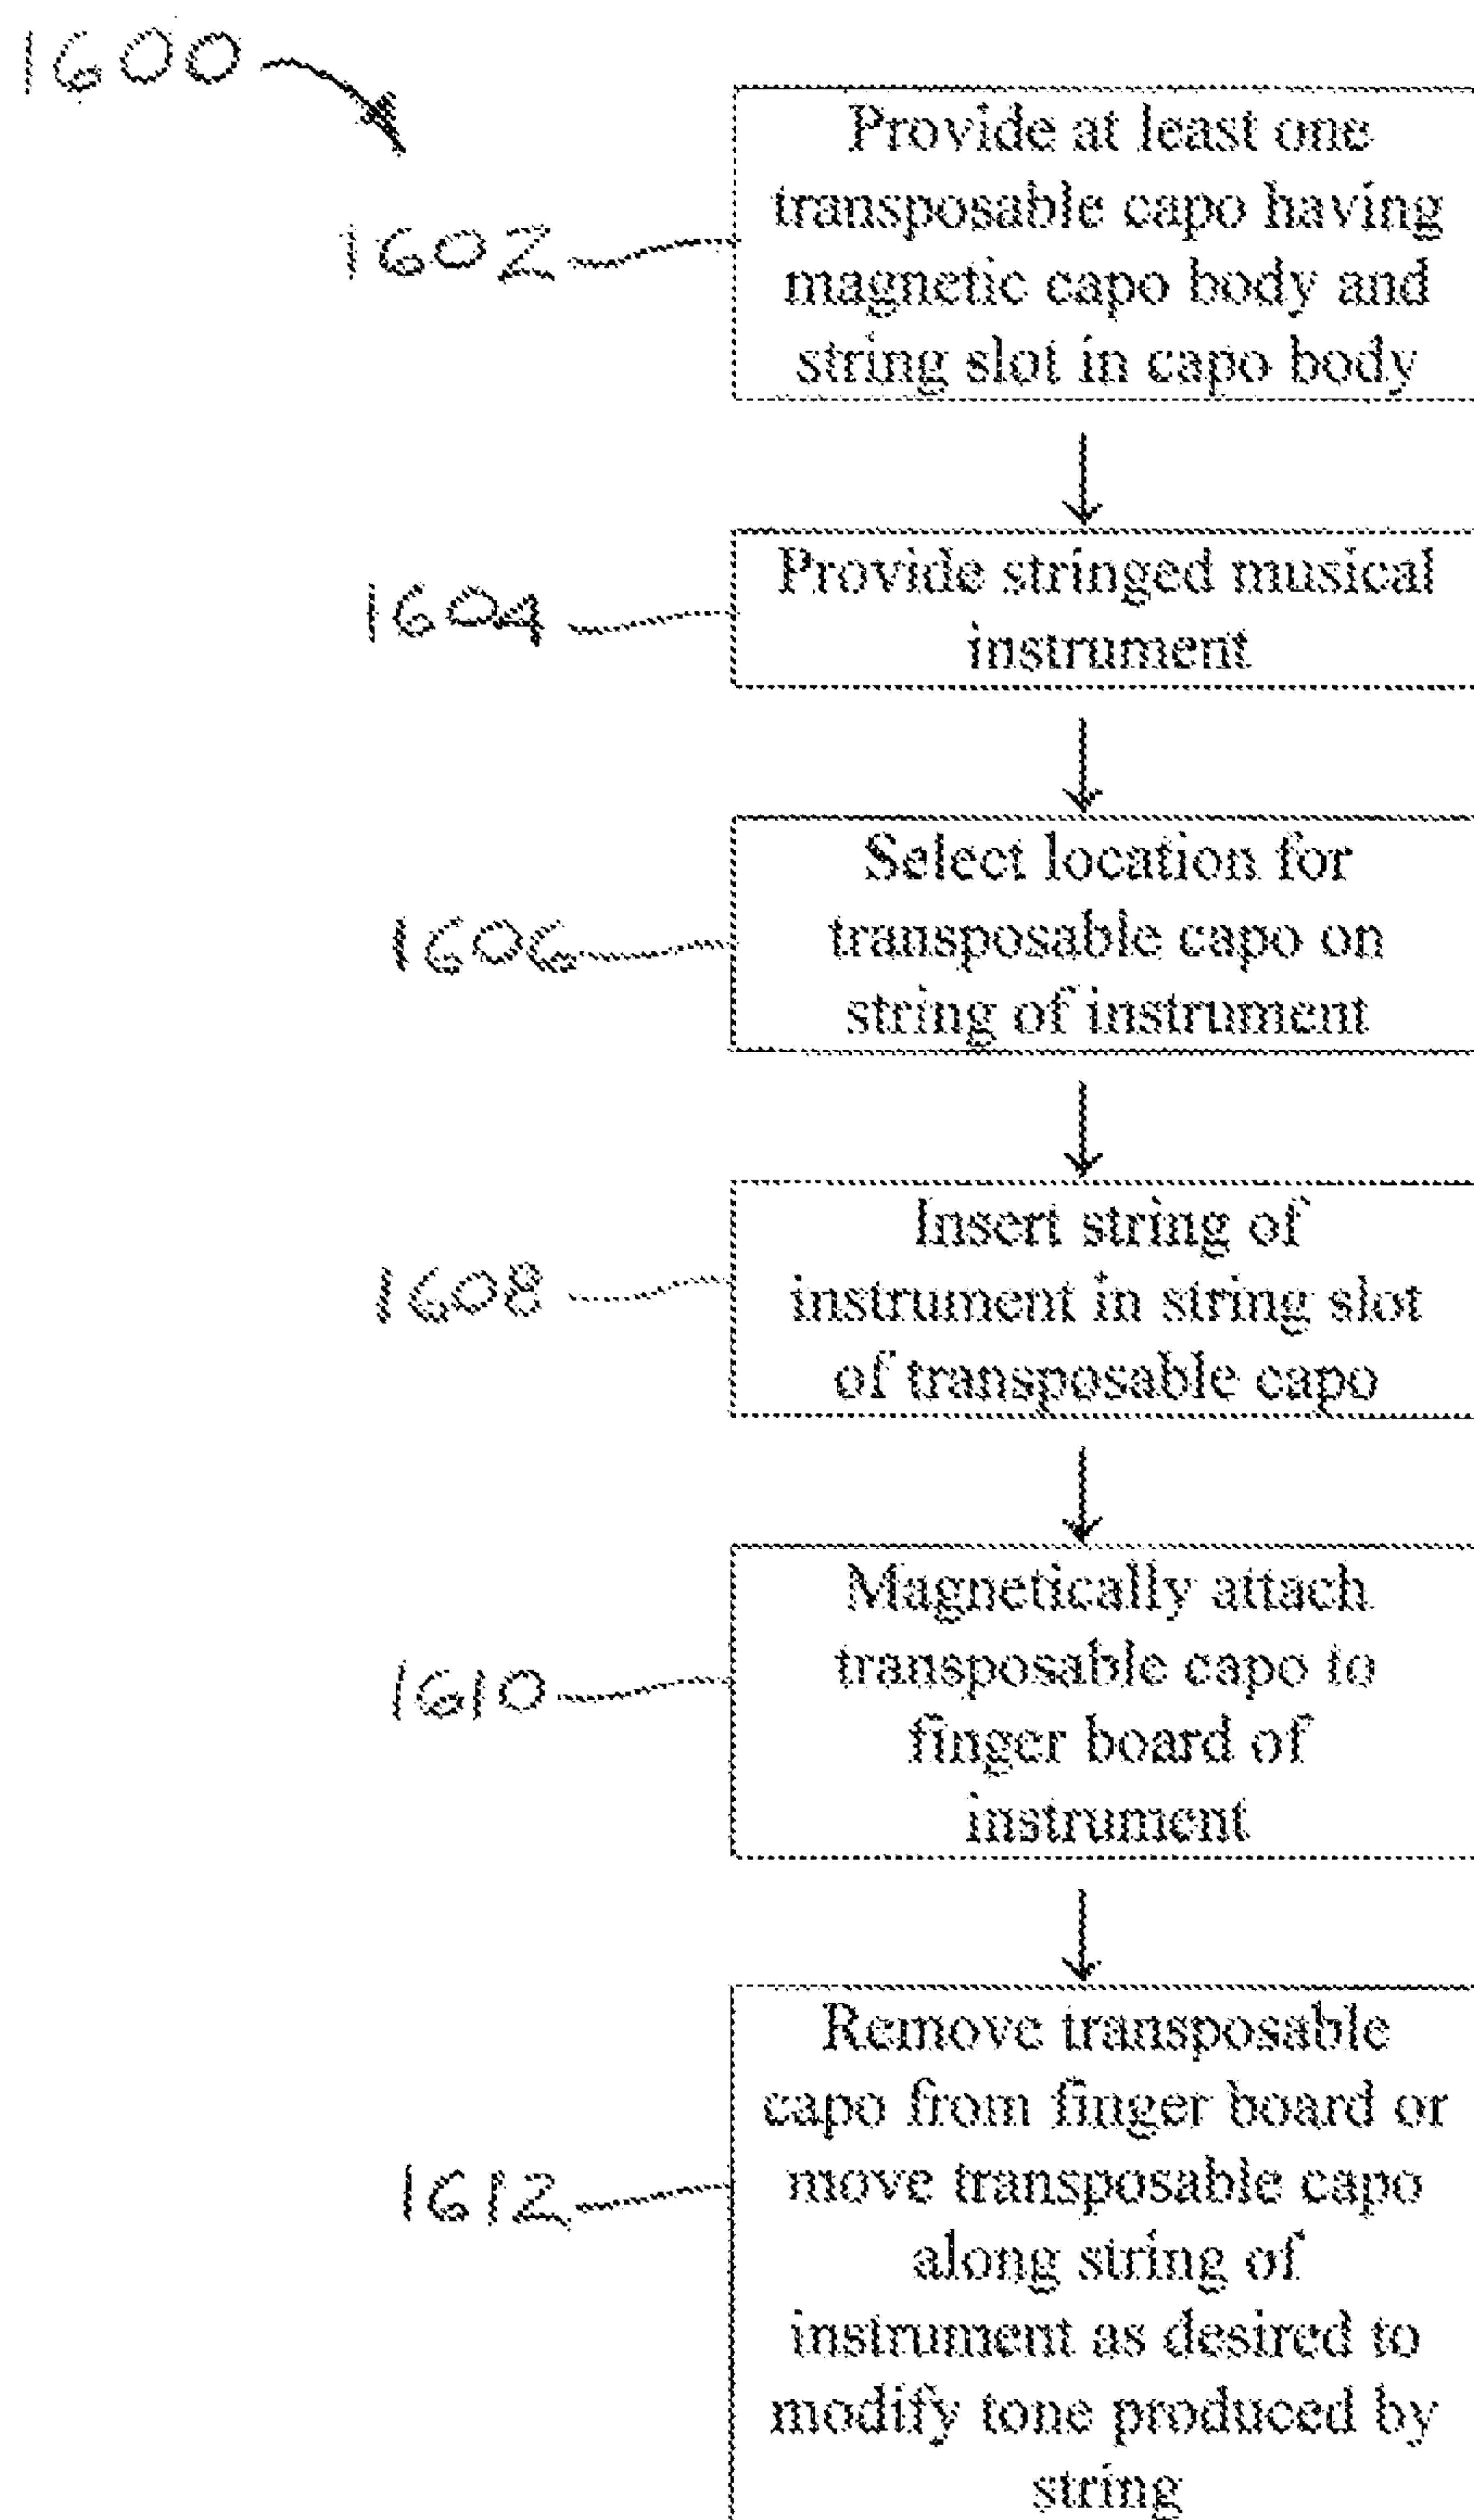 1600
Provide at least one
transposable capo having
magnetic capo body and
string slot in capo body
1602
Provide stringed musical
instrument
1604
Select location for
transposable capo on
string of instrument
1606
Insert string of
instrument in string slot
of transposable capo
1608
Magnetically attach
transposable capo to
finger board of
instrument
1610
Remove transposable
capo from finger board or
move transposable capo
along string of
instrument as desired to
modify tone produced by
string
1612